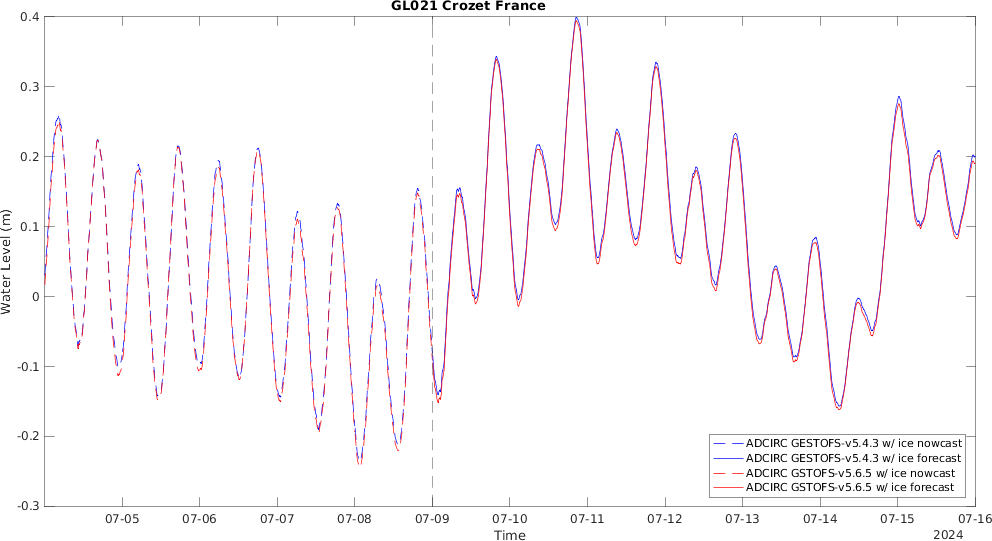 GL021 Crozet France
0.4
0.3
0.2
0.1
0
-0.1
-0.2
-0.3
Water Level (m)
ADCIRC GESTOFS-v5.4.3 w/ ice nowcast
ADCIRC GESTOFS-v5.4.3 w/ ice forecast
ADCIRC GSTOFS-v5.6.5 w/ ice nowcast
ADCIRC GSTOFS-v5.6.5 w/ ice forecast
07-05 07-06 07-07 07-08 07-09 07-10 07-11 07-12 07-13 07-14 07-15 07-16
Time
2024